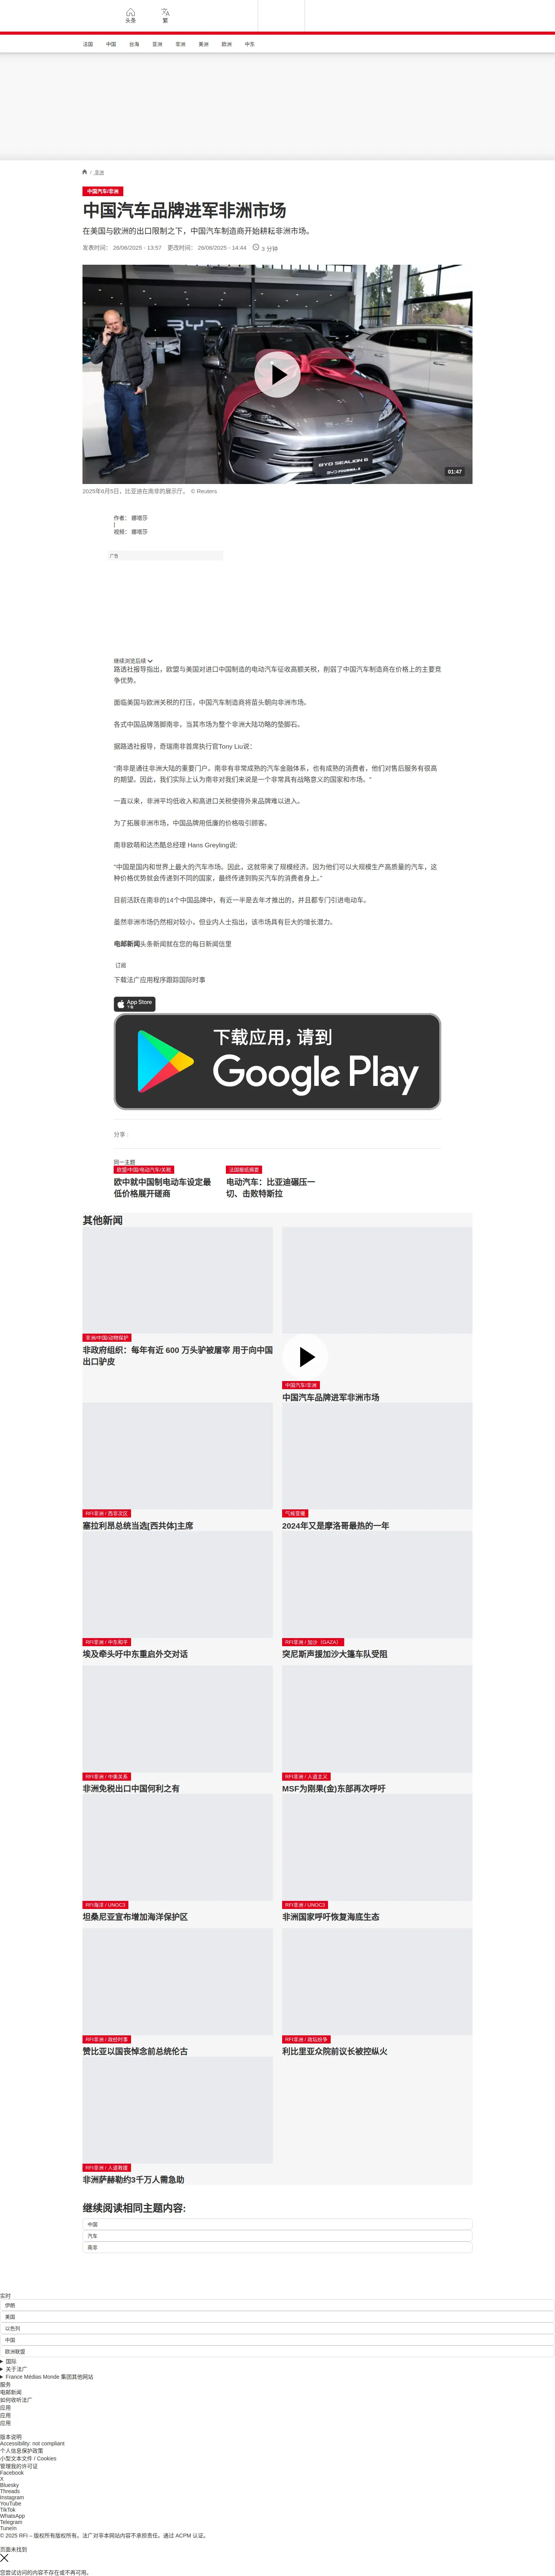 头条
繁
法国
中国
台海
亚洲
非洲
美洲
欧洲
中东
/ 非洲
中国汽车/非洲
中国汽车品牌进军非洲市场
在美国与欧洲的出口限制之下，中国汽车制造商开始耕耘非洲市场。
发表时间： 26/06/2025 - 13:57 更改时间： 26/06/2025 - 14:44 3 分钟
BYD
BYD SEALION 6
01:47
2025年6月5日，比亚迪在南非的展示厅。 © Reuters
作者： 娜塔莎
|
视频： 娜塔莎
广告
继续浏览后续
路透社报导指出，欧盟与美国对进口中国制造的电动汽车征收高额关税，削弱了中国汽车制造商在价格上的主要竞
争优势。
面临美国与欧洲关税的打压，中国汽车制造商将苗头朝向非洲市场。
各式中国品牌落脚南非，当其市场为整个非洲大陆功略的垫脚石。
据路透社报导，奇瑞南非首席执行官Tony Liu说：
"南非是通往非洲大陆的重要门户。南非有非常成熟的汽车金融体系，也有成熟的消费者，他们对售后服务有很高
的期望。因此，我们实际上认为南非对我们来说是一个非常具有战略意义的国家和市场。"
一直以来，非洲平均低收入和高进口关税使得外来品牌难以进入。
为了拓展非洲市场，中国品牌用低廉的价格吸引顾客。
南非欧萌和达杰酷总经理 Hans Greyling说:
"中国是国内和世界上最大的汽车市场。因此，这就带来了规模经济。因为他们可以大规模生产高质量的汽车，这
种价格优势就会传递到不同的国家，最终传递到购买汽车的消费者身上。"
目前活跃在南非的14个中国品牌中，有近一半是去年才推出的，并且都专门引进电动车。
虽然非洲市场仍然相对较小，但业内人士指出，该市场具有巨大的增长潜力。
电邮新闻头条新闻就在您的每日新闻信里
订阅
下载法广应用程序跟踪国际时事
App Store
下载
下载应用，请到
Google Play
分享 :
同一主题
欧盟/中国/电动汽车/关税
欧中就中国制电动车设定最
低价格展开磋商
法国报纸摘要
电动汽车：比亚迪碾压一
切、击败特斯拉
其他新闻
非洲/中国/动物保护
非政府组织：每年有近 600 万头驴被屠宰 用于向中国
出口驴皮
中国汽车/非洲
中国汽车品牌进军非洲市场
RFI非洲 / 西非次区
塞拉利昂总统当选[西共体]主席
气候变暖
2024年又是摩洛哥最热的一年
RFI非洲 / 中东和平
埃及牵头吁中东重启外交对话
RFI非洲 / 加沙（GAZA）
突尼斯声援加沙大篷车队受阻
RFI非洲 / 中美关系
非洲免税出口中国何利之有
RFI非洲 / 人道主义
MSF为刚果(金)东部再次呼吁
RFI海洋 / UNOC3
坦桑尼亚宣布增加海洋保护区
RFI非洲 / UNOC3
非洲国家呼吁恢复海底生态
RFI非洲 / 政经时事
赞比亚以国丧悼念前总统伦古
RFI非洲 / 政坛纷争
利比里亚众院前议长被控纵火
RFI非洲 / 人道救援
非洲萨赫勒约3千万人需急助
继续阅读相同主题内容:
中国
汽车
南非
实时
伊朗
美国
以色列
中国
欧洲联盟
国际
关于法广
France Médias Monde 集团其他网站
服务
电邮新闻
如何收听法广
应用
应用
应用
版本说明
Accessibility: not compliant
个人信息保护政策
小型文本文件 / Cookies
管理我的许可证
Facebook
X
Bluesky
Threads
Instagram
YouTube
TikTok
WhatsApp
Telegram
TuneIn
© 2025 RFI – 版权所有版权所有。法广对非本网站内容不承担责任。通过 ACPM 认证。
页面未找到
您尝试访问的内容不存在或不再可用。